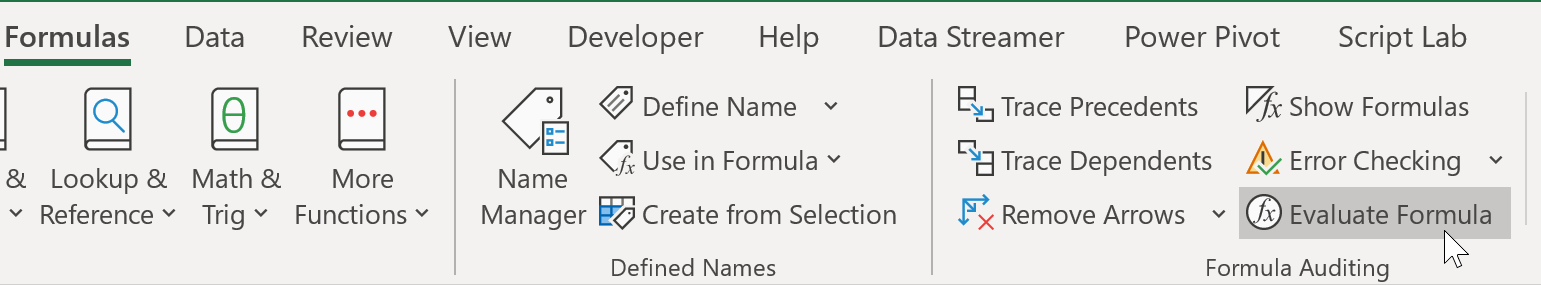 Formulas Data Review View Developer Help Data Streamer Power Pivot Script Lab
& Lookup & Reference
Math & Trig
More Functions
Name Manager
Define Name
Use in Formula
Create from Selection
Defined Names
Trace Precedents
Trace Dependents
Remove Arrows
Show Formulas
Error Checking
Evaluate Formula
Formula Auditing